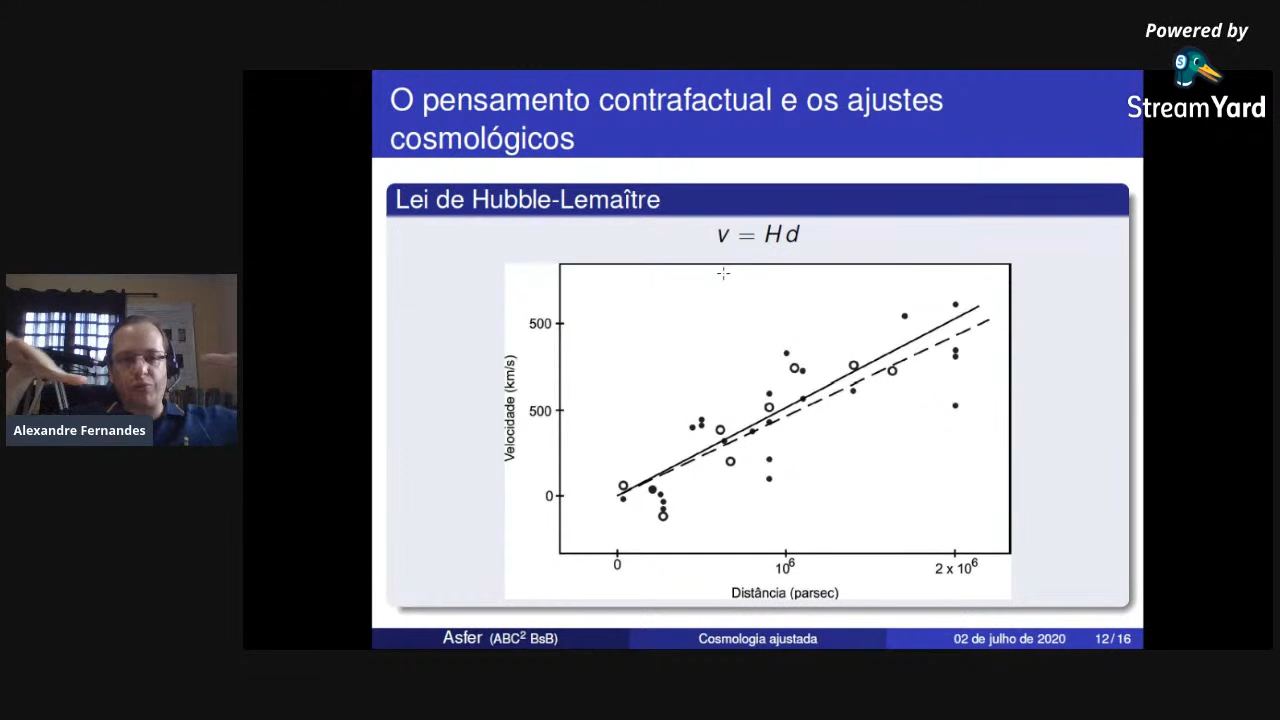 Powered by
StreamYard
O pensamento contrafactual e os ajustes
cosmológicos
Lei de Hubble-Lemaître
v = H d
500
500
0
Velocidade (km/s)
0
10⁶
2 x 10⁶
Distância (parsec)
Alexandre Fernandes
Asfer (ABC² BsB)
Cosmologia ajustada
02 de julho de 2020
12 / 16